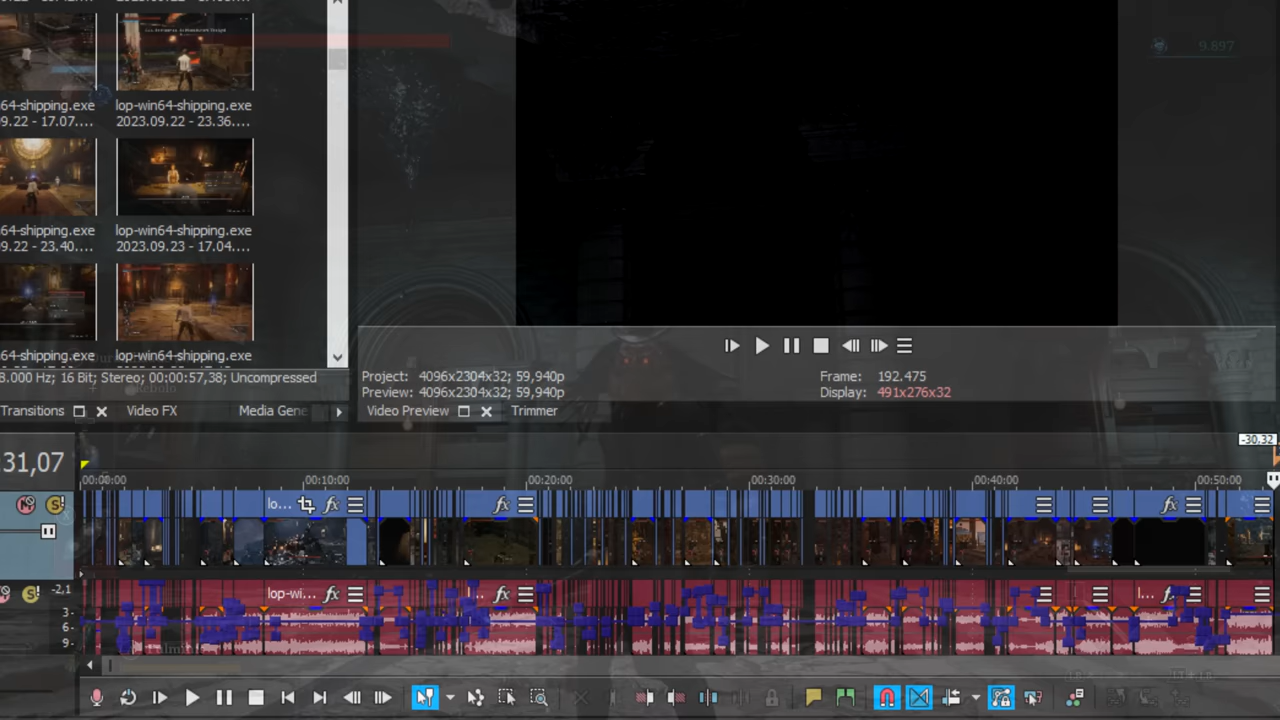 64-shipping.exe
9.22 - 17.07....
lop-win64-shipping.exe
2023.09.22 - 23.36....
64-shipping.exe
9.22 - 23.40....
lop-win64-shipping.exe
2023.09.23 - 17.04....
64-shipping.exe
lop-win64-shipping.exe
8.000 Hz; 16 Bit; Stereo; 00:00:57,38; Uncompressed
Transitions
Video FX
Media Gene
9.897
Project: 4096x2304x32; 59,940p
Preview: 4096x2304x32; 59,940p
Frame: 192.475
Display: 491x276x32
Video Preview
Trimmer
-30,32
31,07
00:00:00
00:10:00
00:20:00
00:30:00
00:40:00
00:50:00
lo...
fx
fx
fx
-2,1
lop-wi...
fx
l...
fx
l...
3-
6-
9-